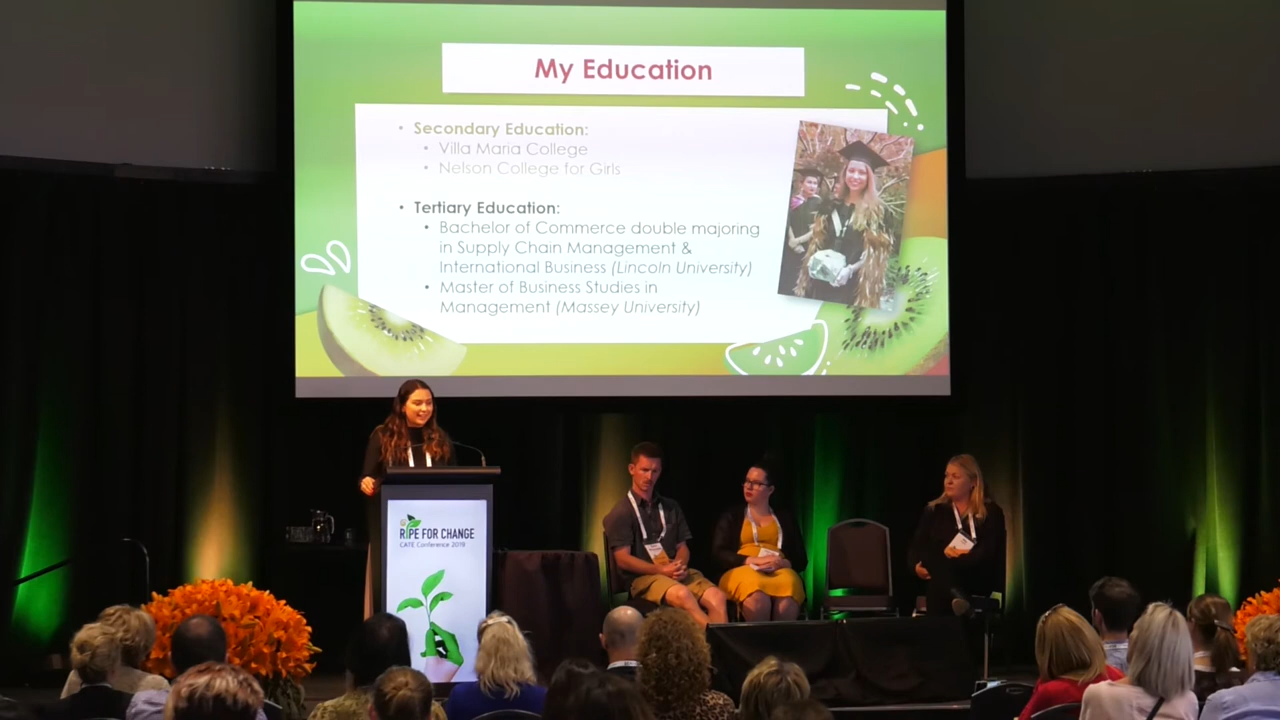 My Education
• Secondary Education:
• Villa Maria College
• Nelson College for Girls
• Tertiary Education:
• Bachelor of Commerce double majoring
in Supply Chain Management &
International Business (Lincoln University)
• Master of Business Studies in
Management (Massey University)
RIPE FOR CHANGE
CATE Conference 2019